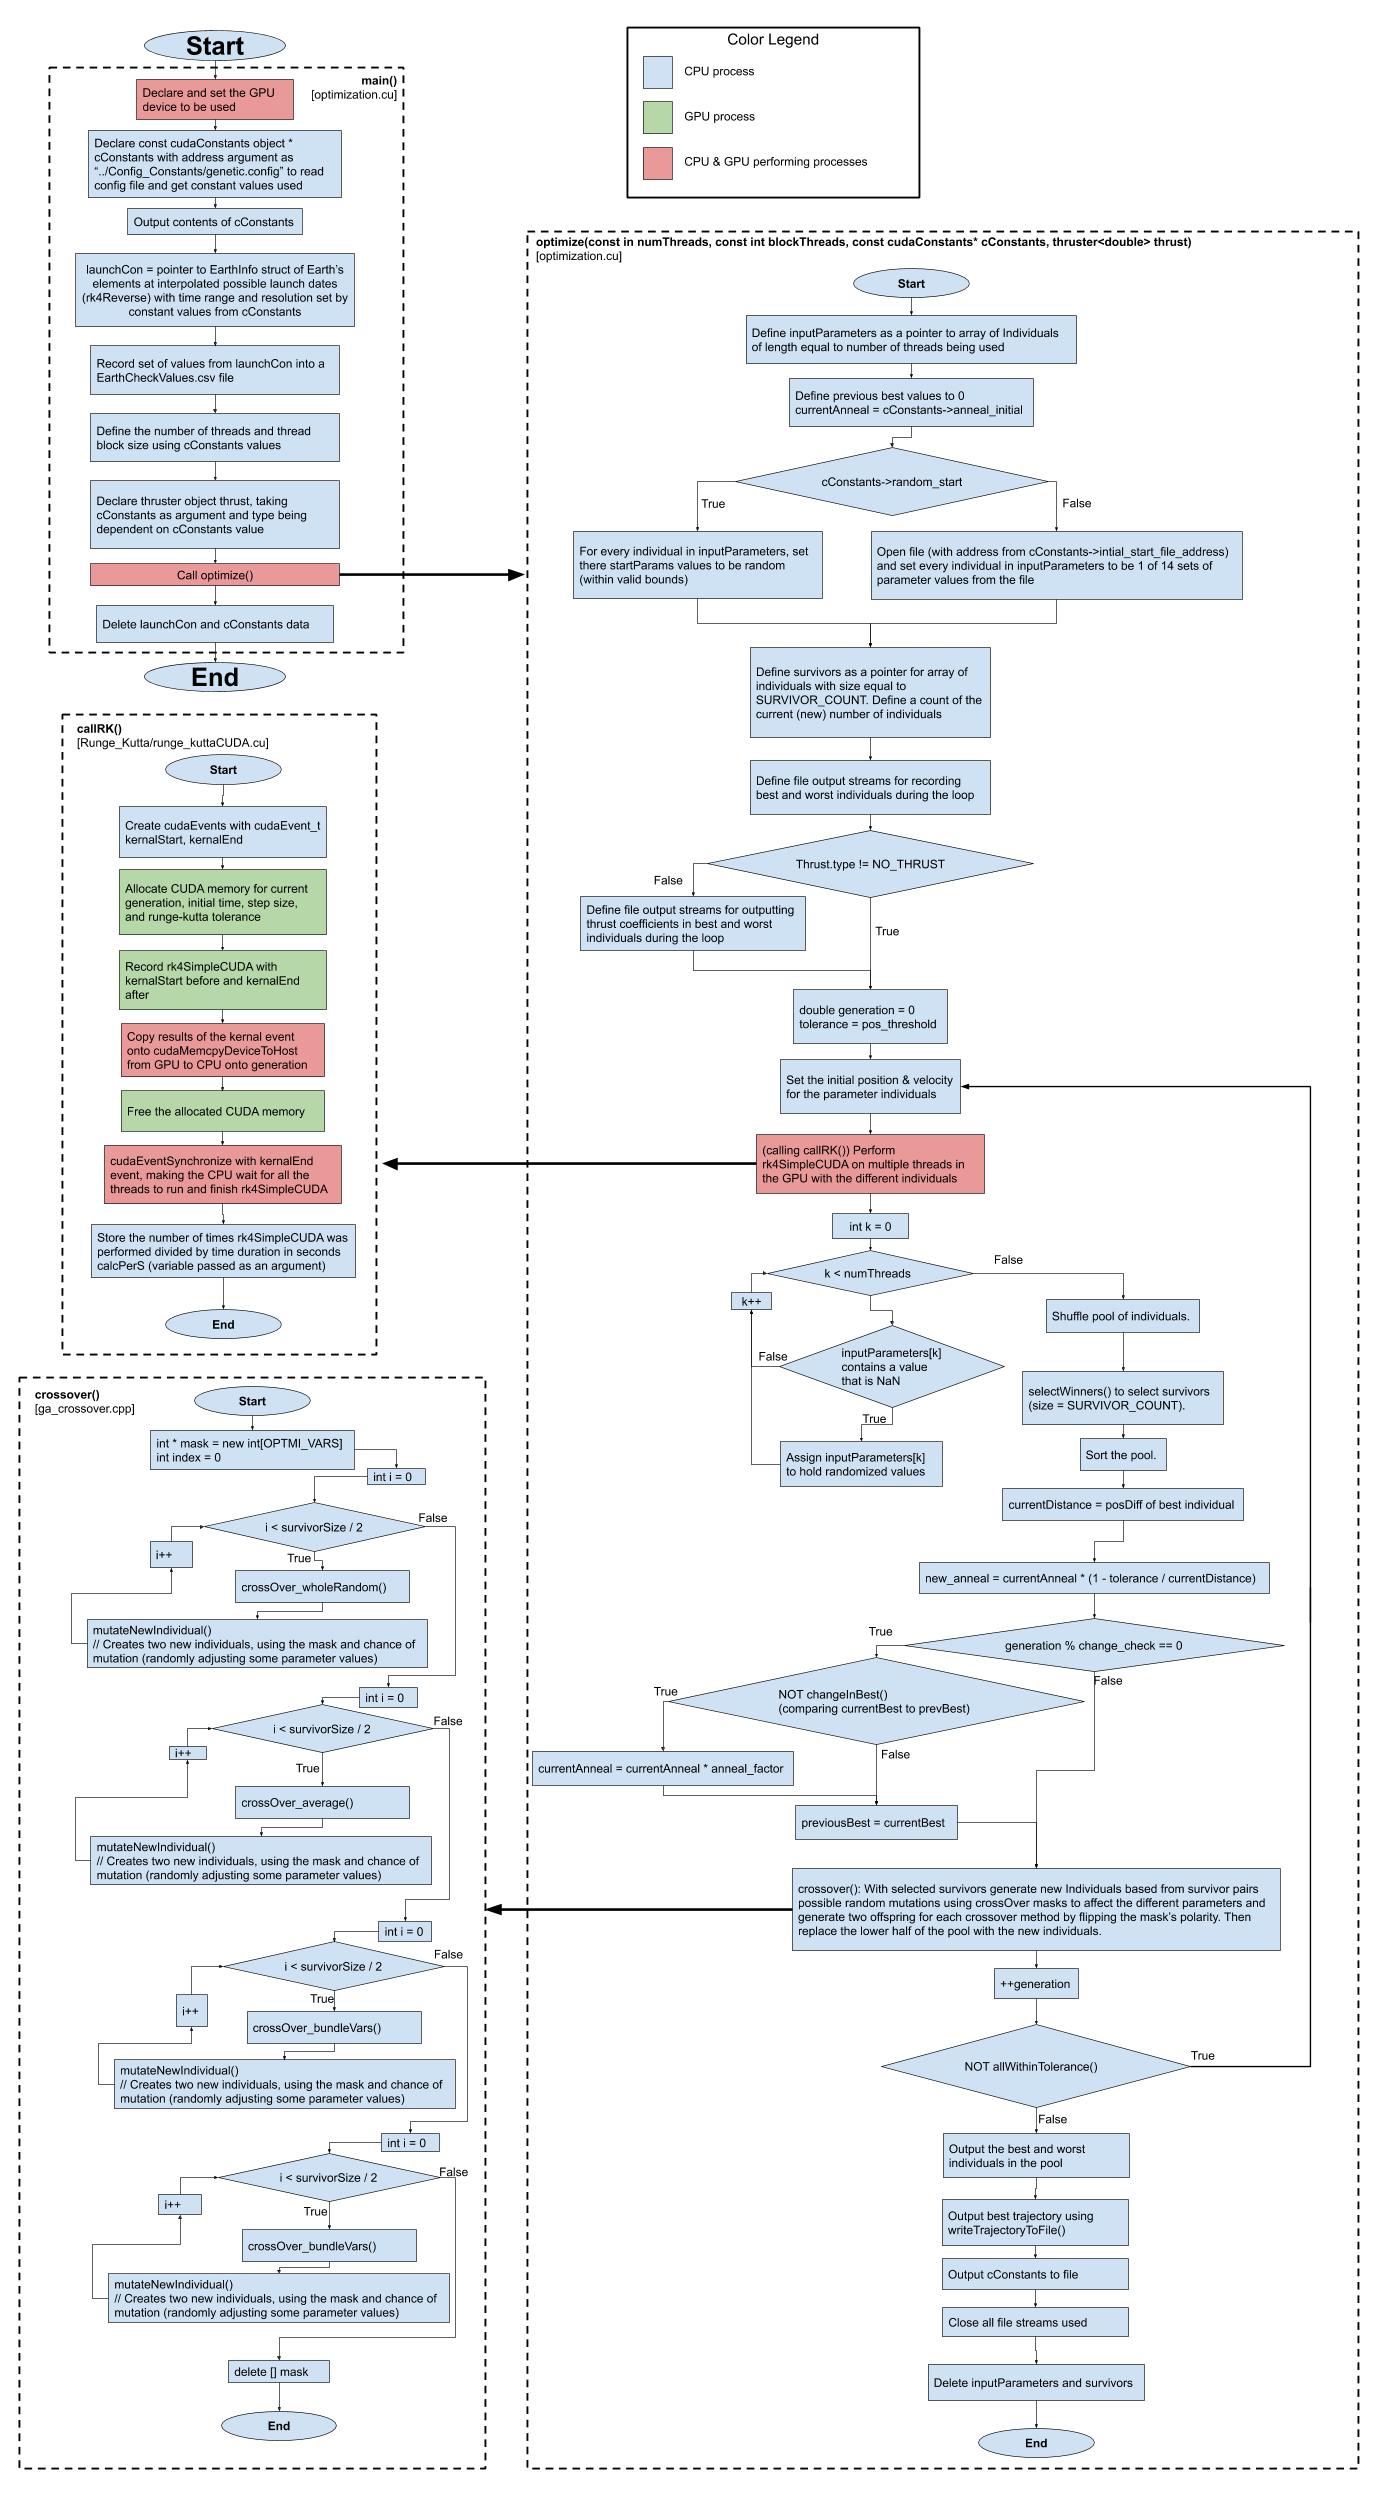 Start
main()
[optimization.cu]
Declare and set the GPU
device to be used
Declare const cudaConstants object *
cConstants with address argument as
“../Config_Constants/genetic.config” to read
config file and get constant values used
Output contents of cConstants
launchCon = pointer to EarthInfo struct of Earth’s
elements at interpolated possible launch dates
(rk4Reverse) with time range and resolution set by
constant values from cConstants
Record set of values from launchCon into a
EarthCheckValues.csv file
Define the number of threads and thread
block size using cConstants values
Declare thruster object thrust, taking
cConstants as argument and type being
dependent on cConstants value
Call optimize()
Delete launchCon and cConstants data
End
Color Legend
CPU process
GPU process
CPU & GPU performing processes
optimize(const in numThreads, const int blockThreads, const cudaConstants* cConstants, thruster<double> thrust)
[optimization.cu]
Start
Define inputParameters as a pointer to array of Individuals
of length equal to number of threads being used
Define previous best values to 0
currentAnneal = cConstants->anneal_initial
cConstants->random_start
True
False
For every individual in inputParameters, set
there startParams values to be random
(within valid bounds)
Open file (with address from cConstants->intial_start_file_address)
and set every individual in inputParameters to be 1 of 14 sets of
parameter values from the file
Define survivors as a pointer for array of
individuals with size equal to
SURVIVOR_COUNT. Define a count of the
current (new) number of individuals
Define file output streams for recording
best and worst individuals during the loop
Thrust.type != NO_THRUST
False
Define file output streams for outputting
thrust coefficients in best and worst
individuals during the loop
True
double generation = 0
tolerance = pos_threshold
Set the initial position & velocity
for the parameter individuals
(calling callRK()) Perform
rk4SimpleCUDA on multiple threads in
the GPU with the different individuals
int k = 0
k < numThreads
False
k++
inputParameters[k]
contains a value
that is NaN
False
True
Assign inputParameters[k]
to hold randomized values
Shuffle pool of individuals.
selectWinners() to select survivors
(size = SURVIVOR_COUNT).
Sort the pool.
currentDistance = posDiff of best individual
new_anneal = currentAnneal * (1 - tolerance / currentDistance)
generation % change_check == 0
True
False
NOT changeInBest()
(comparing currentBest to prevBest)
True
False
currentAnneal = currentAnneal * anneal_factor
previousBest = currentBest
crossover(): With selected survivors generate new Individuals based from survivor pairs
possible random mutations using crossOver masks to affect the different parameters and
generate two offspring for each crossover method by flipping the mask’s polarity. Then
replace the lower half of the pool with the new individuals.
++generation
NOT allWithinTolerance()
True
False
Output the best and worst
individuals in the pool
Output best trajectory using
writeTrajectoryToFile()
Output cConstants to file
Close all file streams used
Delete inputParameters and survivors
End
callRK()
[Runge_Kutta/runge_kuttaCUDA.cu]
Start
Create cudaEvents with cudaEvent_t
kernalStart, kernalEnd
Allocate CUDA memory for current
generation, initial time, step size,
and runge-kutta tolerance
Record rk4SimpleCUDA with
kernalStart before and kernalEnd
after
Copy results of the kernal event
onto cudaMemcpyDeviceToHost
from GPU to CPU onto generation
Free the allocated CUDA memory
cudaEventSynchronize with kernalEnd
event, making the CPU wait for all the
threads to run and finish rk4SimpleCUDA
Store the number of times rk4SimpleCUDA was
performed divided by time duration in seconds
calcPerS (variable passed as an argument)
End
crossover()
[ga_crossover.cpp]
Start
int * mask = new int[OPTMI_VARS]
int index = 0
int i = 0
i < survivorSize / 2
False
True
i++
crossOver_wholeRandom()
mutateNewIndividual()
// Creates two new individuals, using the mask and chance of
mutation (randomly adjusting some parameter values)
int i = 0
i < survivorSize / 2
False
i++
True
crossOver_average()
mutateNewIndividual()
// Creates two new individuals, using the mask and chance of
mutation (randomly adjusting some parameter values)
int i = 0
i < survivorSize / 2
False
True
i++
crossOver_bundleVars()
mutateNewIndividual()
// Creates two new individuals, using the mask and chance of
mutation (randomly adjusting some parameter values)
int i = 0
i < survivorSize / 2
False
i++
True
crossOver_bundleVars()
mutateNewIndividual()
// Creates two new individuals, using the mask and chance of
mutation (randomly adjusting some parameter values)
delete [] mask
End